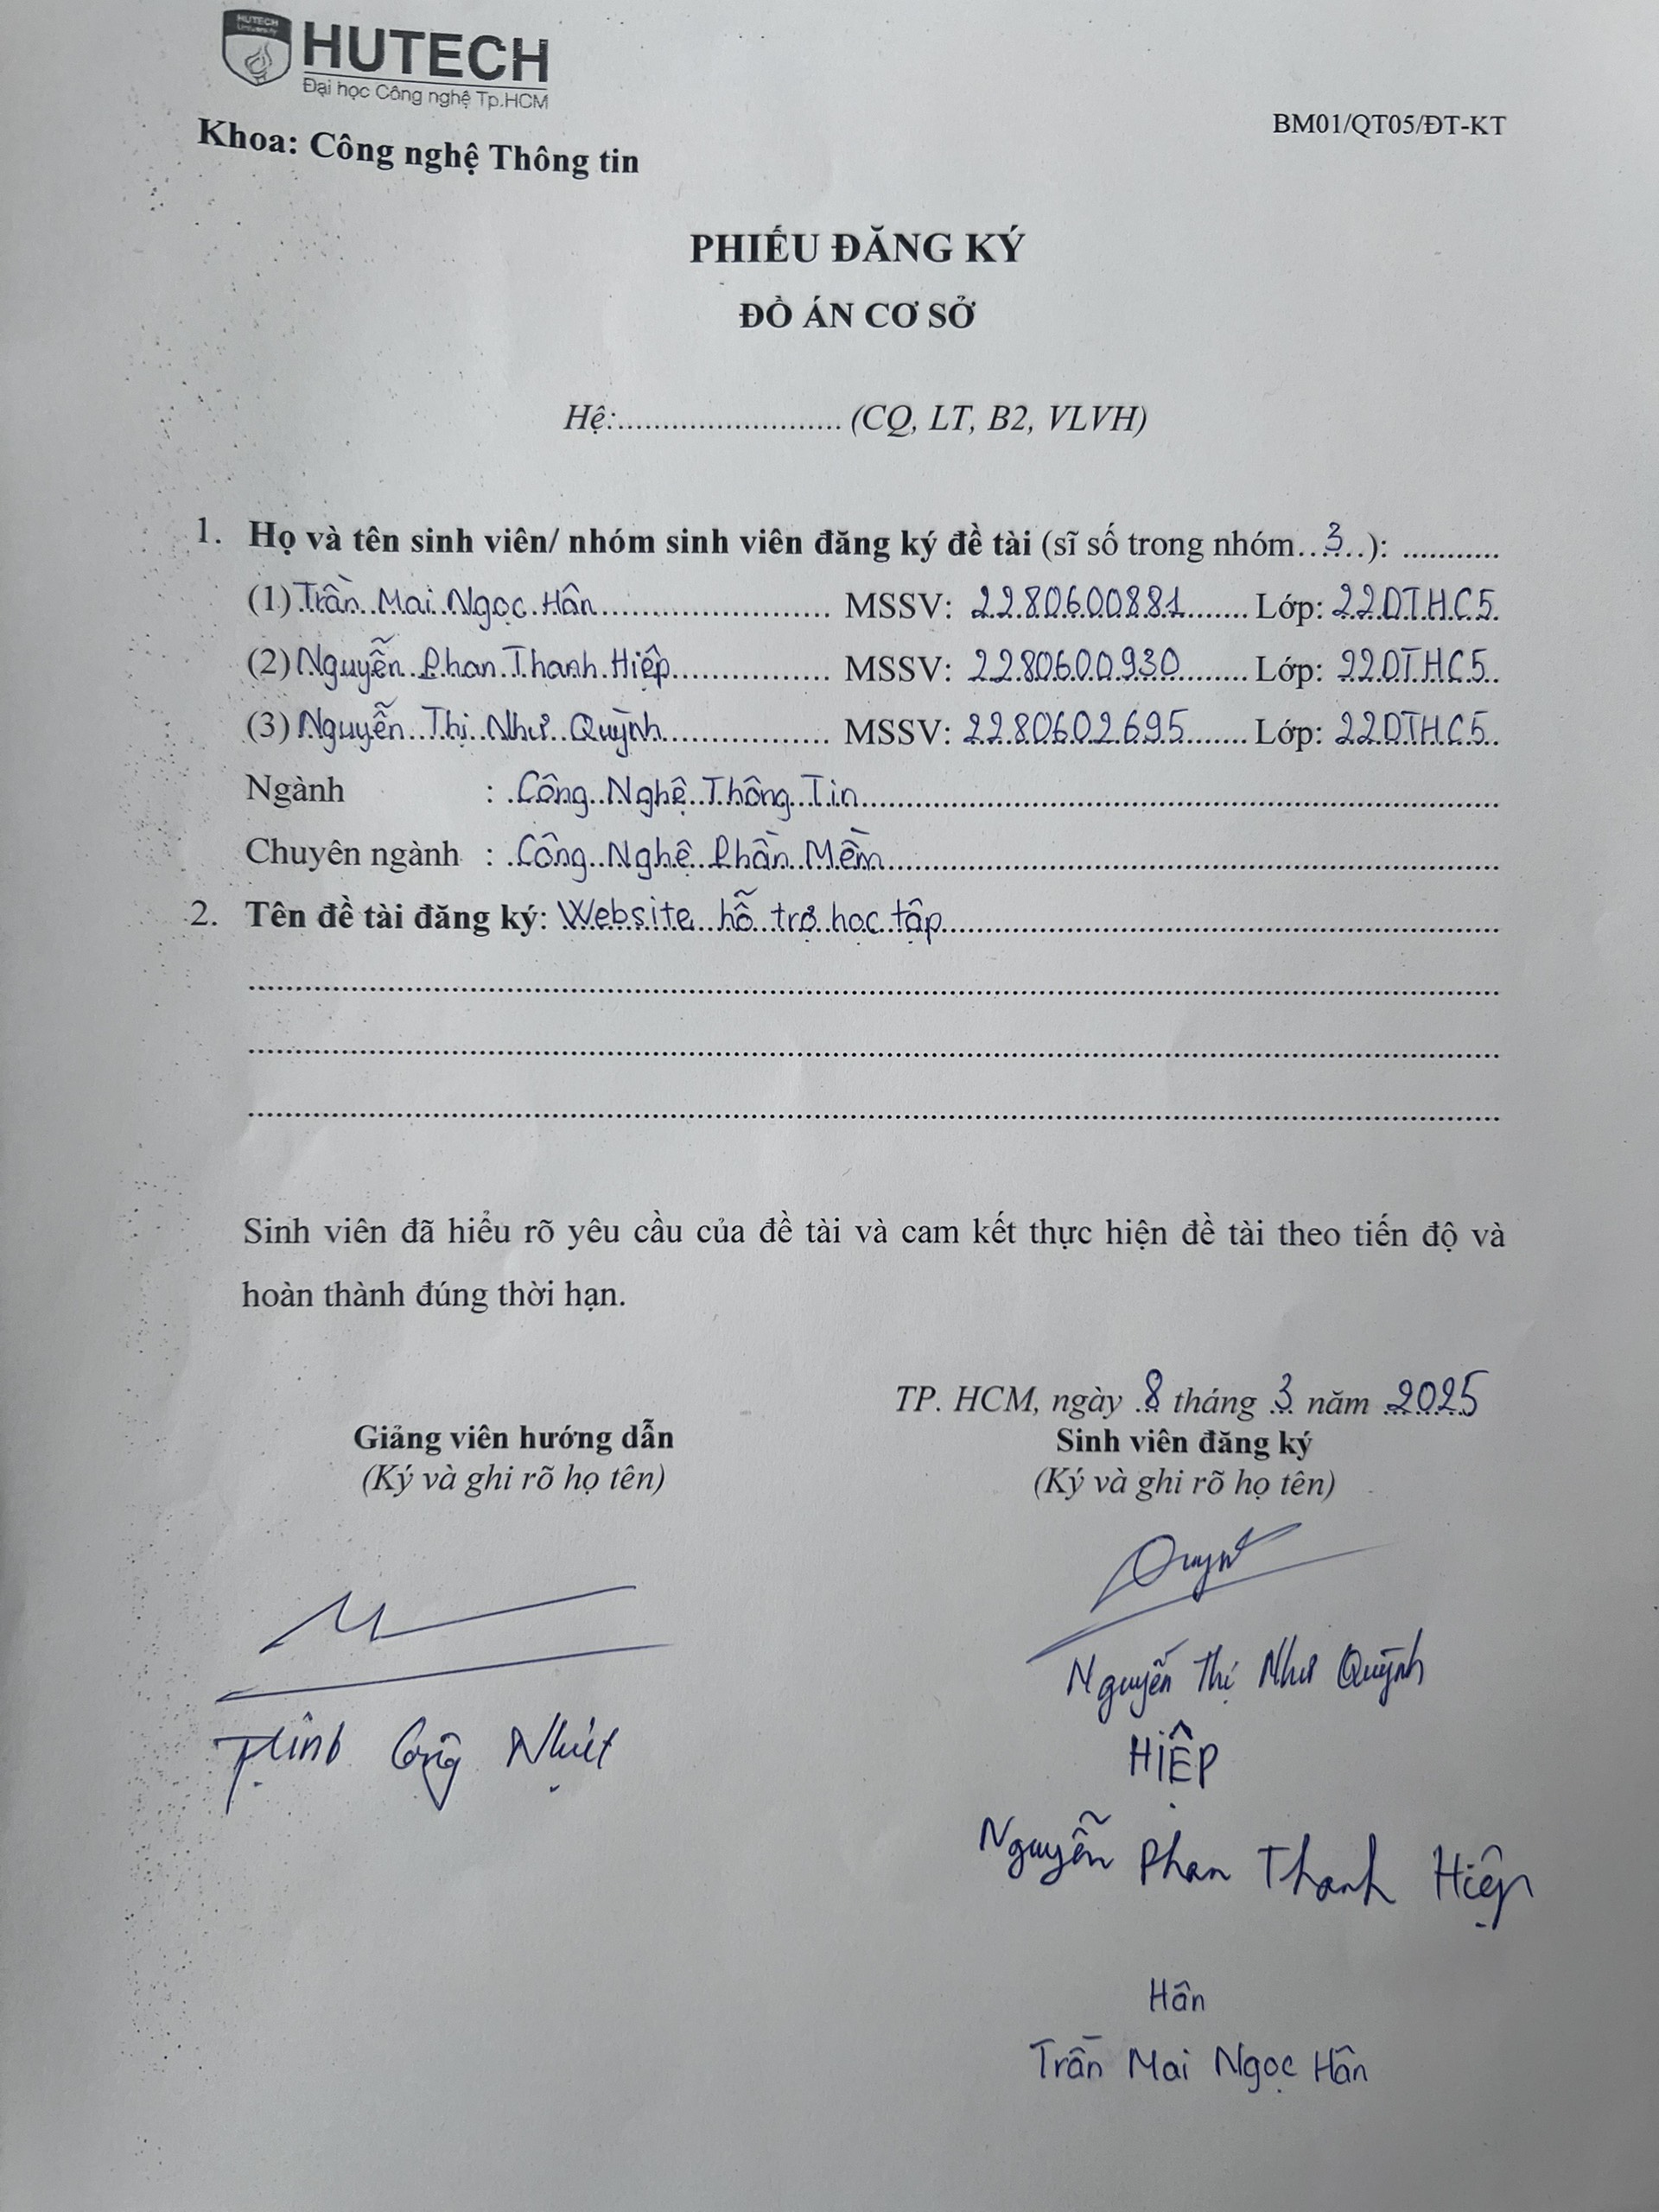 HUTECH
University
HUTECH
Đại học Công nghệ Tp.HCM
BM01/QT05/ĐT-KT
Khoa: Công nghệ Thông tin
PHIẾU ĐĂNG KÝ
ĐỒ ÁN CƠ SỞ
Hệ:......................... (CQ, LT, B2, VLVH)
1. Họ và tên sinh viên/ nhóm sinh viên đăng ký đề tài (sĩ số trong nhóm...3...): ...........
(1) Trần Mai Ngọc Hân MSSV: 2280600881 Lớp: 22DTHC5
(2) Nguyễn Phan Thanh Hiệp MSSV: 2280600930 Lớp: 22DTHC5
(3) Nguyễn Thị Như Quỳnh MSSV: 2280602695 Lớp: 22DTHC5
Ngành : Công Nghệ Thông Tin
Chuyên ngành : Công Nghệ Phần Mềm
2. Tên đề tài đăng ký: Website hỗ trợ học tập
Sinh viên đã hiểu rõ yêu cầu của đề tài và cam kết thực hiện đề tài theo tiến độ và
hoàn thành đúng thời hạn.
TP. HCM, ngày 8 tháng 3 năm 2025
Giảng viên hướng dẫn
(Ký và ghi rõ họ tên)
Sinh viên đăng ký
(Ký và ghi rõ họ tên)
Quỳnh
Nguyễn Thị Như Quỳnh
Công
HIỆP
Nguyễn Phan Thanh Hiệp
Hân
Trần Mai Ngọc Hân